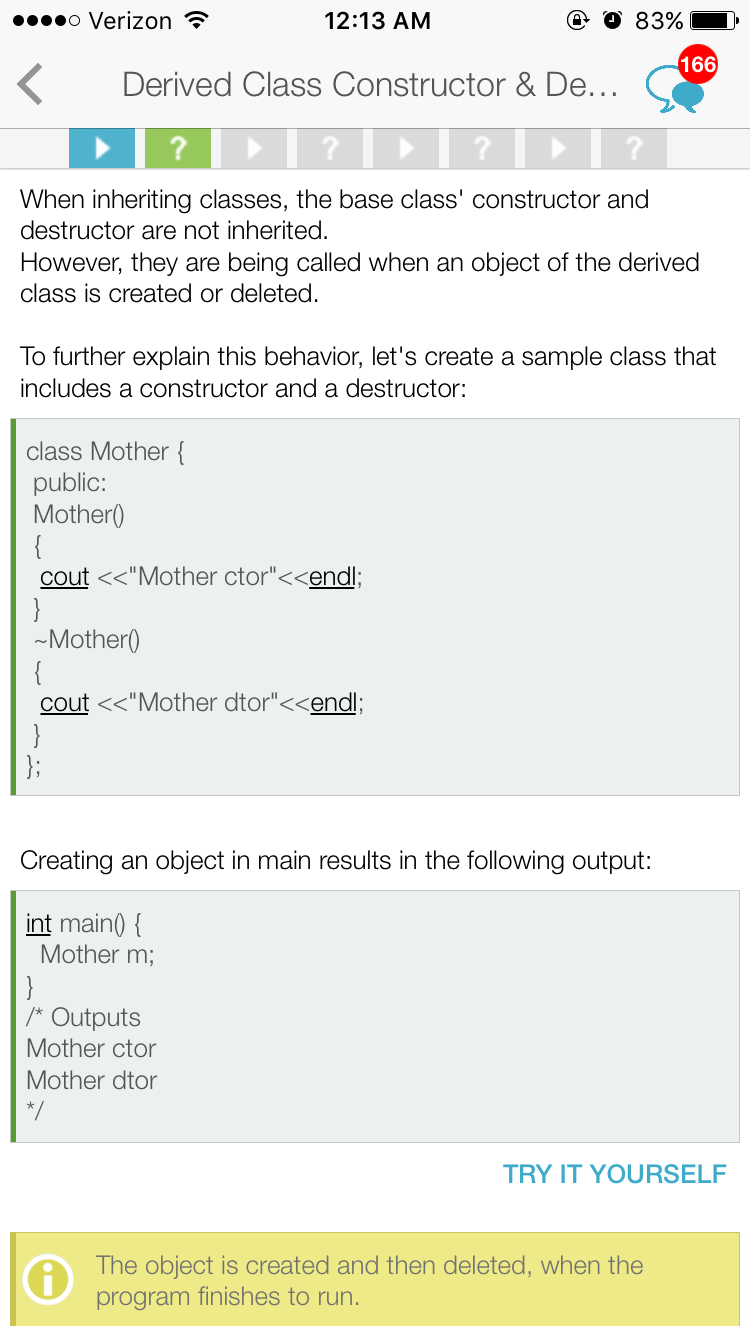 Verizon 12:13 AM 83%
Derived Class Constructor & De...
166
? ? ? ?
When inheriting classes, the base class' constructor and
destructor are not inherited.
However, they are being called when an object of the derived
class is created or deleted.
To further explain this behavior, let's create a sample class that
includes a constructor and a destructor:
class Mother {
public:
Mother()
{
cout <<"Mother ctor"<<endl;
}
~Mother()
{
cout <<"Mother dtor"<<endl;
}
};
Creating an object in main results in the following output:
int main() {
Mother m;
}
/* Outputs
Mother ctor
Mother dtor
*/
TRY IT YOURSELF
The object is created and then deleted, when the
program finishes to run.